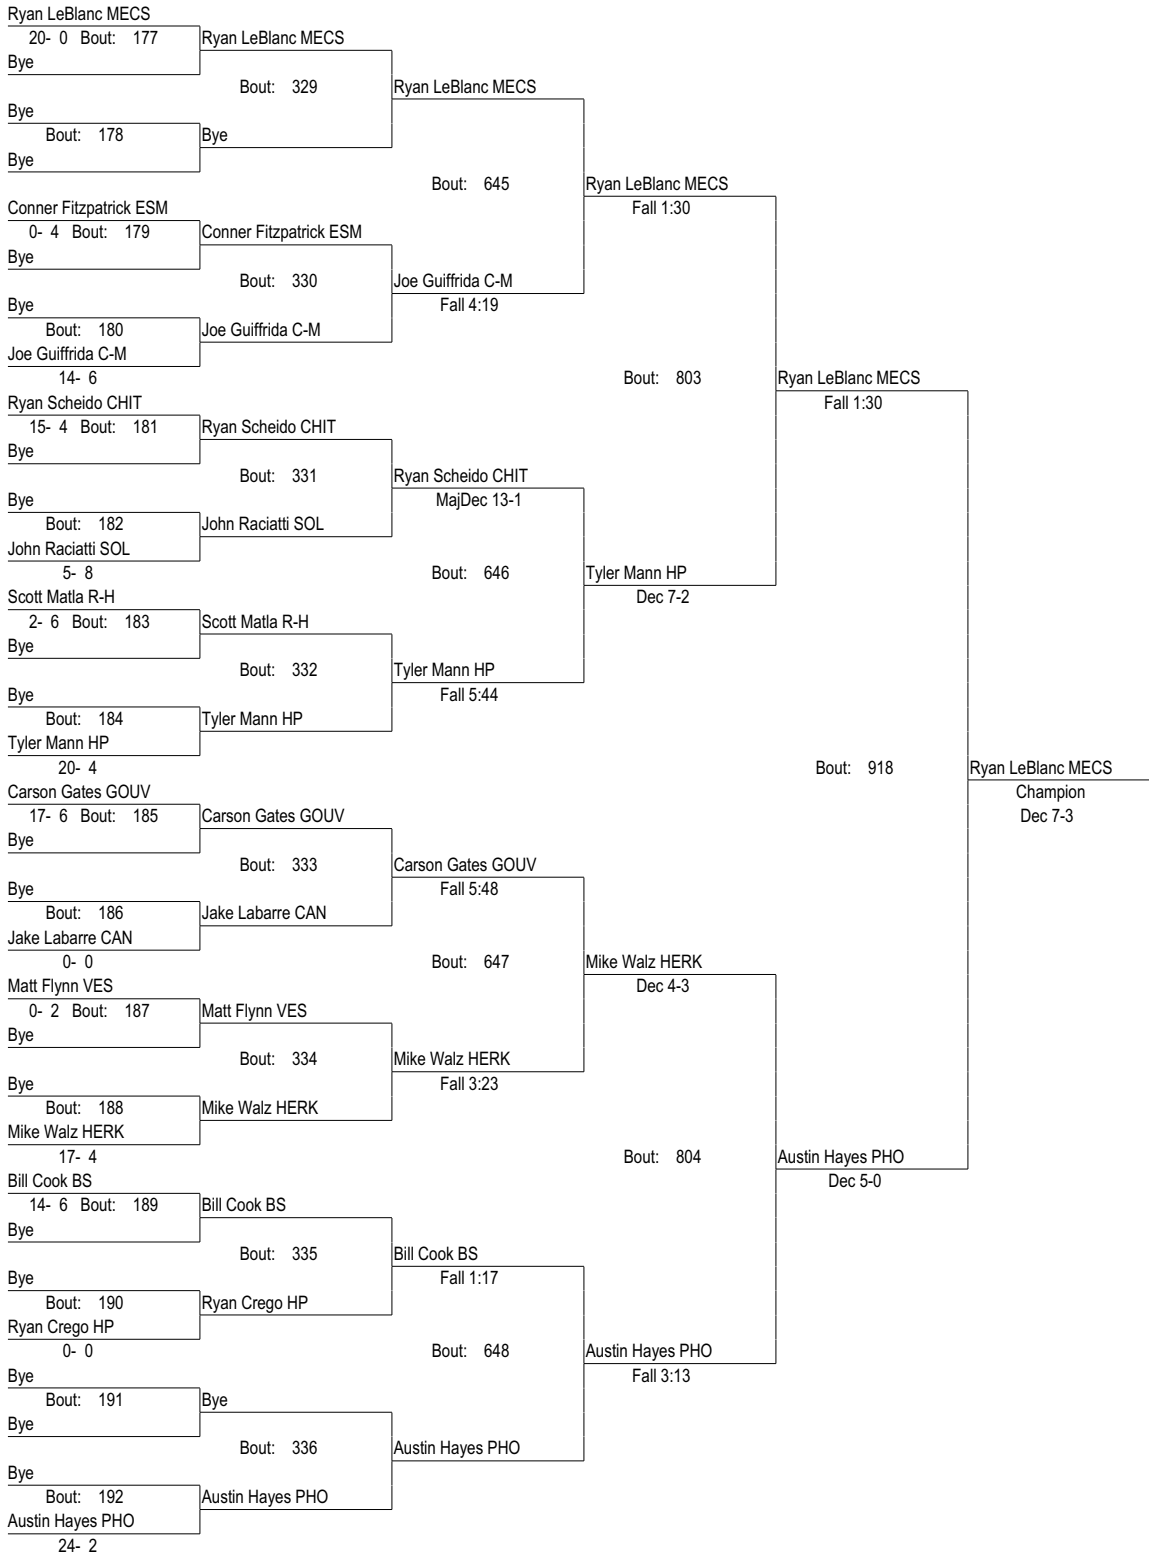 Ryan LeBlanc MECS
20- 0 Bout: 177 Ryan LeBlanc MECS
Bye
Bout: 329 Ryan LeBlanc MECS
Bye
Bout: 178 Bye
Bye
Bout: 645 Ryan LeBlanc MECS
Conner Fitzpatrick ESM Fall 1:30
0- 4 Bout: 179 Conner Fitzpatrick ESM
Bye
Bout: 330 Joe Guiffrida C-M
Bye Fall 4:19
Bout: 180 Joe Guiffrida C-M
Joe Guiffrida C-M
14- 6 Bout: 803 Ryan LeBlanc MECS
Ryan Scheido CHIT Fall 1:30
15- 4 Bout: 181 Ryan Scheido CHIT
Bye
Bout: 331 Ryan Scheido CHIT
Bye MajDec 13-1
Bout: 182 John Raciatti SOL
John Raciatti SOL
5- 8 Bout: 646 Tyler Mann HP
Scott Matla R-H Dec 7-2
2- 6 Bout: 183 Scott Matla R-H
Bye
Bout: 332 Tyler Mann HP
Bye Fall 5:44
Bout: 184 Tyler Mann HP
Tyler Mann HP
20- 4 Bout: 918 Ryan LeBlanc MECS
Carson Gates GOUV Champion
17- 6 Bout: 185 Carson Gates GOUV Dec 7-3
Bye
Bout: 333 Carson Gates GOUV
Bye Fall 5:48
Bout: 186 Jake Labarre CAN
Jake Labarre CAN
0- 0 Bout: 647 Mike Walz HERK
Matt Flynn VES Dec 4-3
0- 2 Bout: 187 Matt Flynn VES
Bye
Bout: 334 Mike Walz HERK
Bye Fall 3:23
Bout: 188 Mike Walz HERK
Mike Walz HERK
17- 4 Bout: 804 Austin Hayes PHO
Bill Cook BS Dec 5-0
14- 6 Bout: 189 Bill Cook BS
Bye
Bout: 335 Bill Cook BS
Bye Fall 1:17
Bout: 190 Ryan Crego HP
Ryan Crego HP
0- 0 Bout: 648 Austin Hayes PHO
Bye Fall 3:13
Bout: 191 Bye
Bye
Bout: 336 Austin Hayes PHO
Bye
Bout: 192 Austin Hayes PHO
Austin Hayes PHO
24- 2